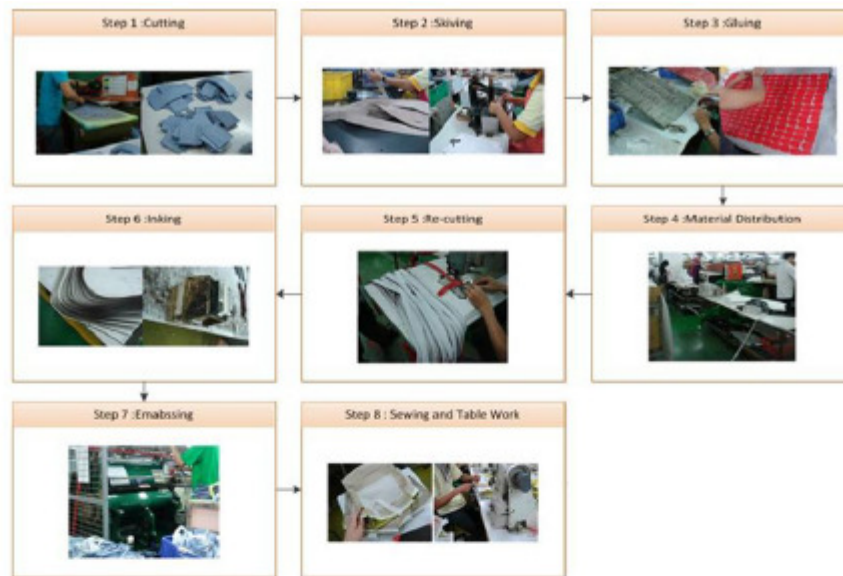 Step 1 :Cutting
Step 2 :Skiving
Step 3 :Gluing
Step 4 :Material Distribution
Step 5 :Re-cutting
Step 6 :Inking
Step 7 :Emabssing
Step 8 : Sewing and Table Work